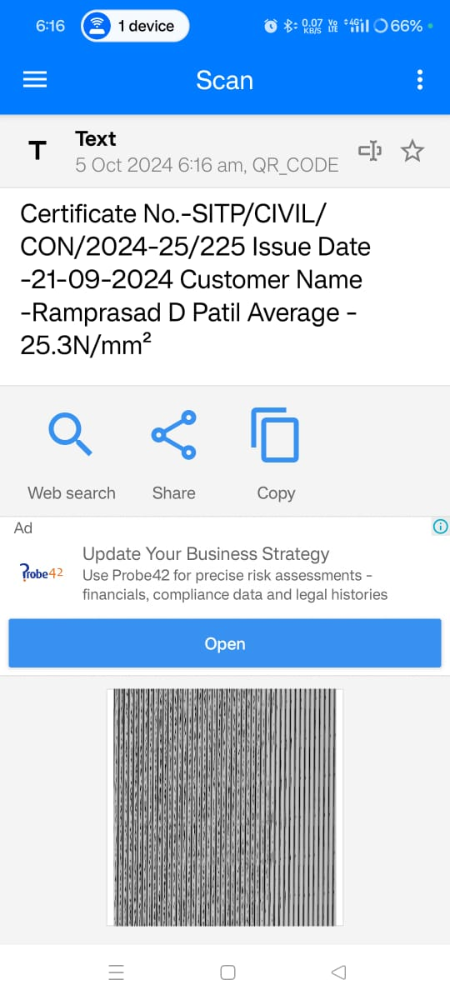 6:16 1 device 0.07 KB/S Vo LTE 4G+ 66%
Scan
T Text
5 Oct 2024 6:16 am, QR_CODE
Certificate No.-SITP/CIVIL/
CON/2024-25/225 Issue Date
-21-09-2024 Customer Name
-Ramprasad D Patil Average -
25.3N/mm²
Web search Share Copy
Ad
Update Your Business Strategy
Probe42 Use Probe42 for precise risk assessments -
financials, compliance data and legal histories
Open